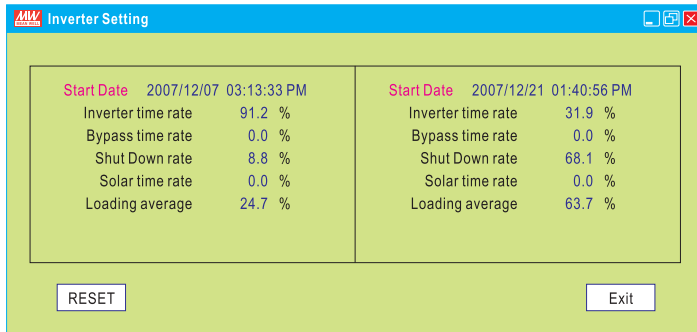 MW MEAN WELL Inverter Setting
Start Date 2007/12/07 03:13:33 PM
Inverter time rate 91.2 %
Bypass time rate 0.0 %
Shut Down rate 8.8 %
Solar time rate 0.0 %
Loading average 24.7 %
Start Date 2007/12/21 01:40:56 PM
Inverter time rate 31.9 %
Bypass time rate 0.0 %
Shut Down rate 68.1 %
Solar time rate 0.0 %
Loading average 63.7 %
RESET
Exit